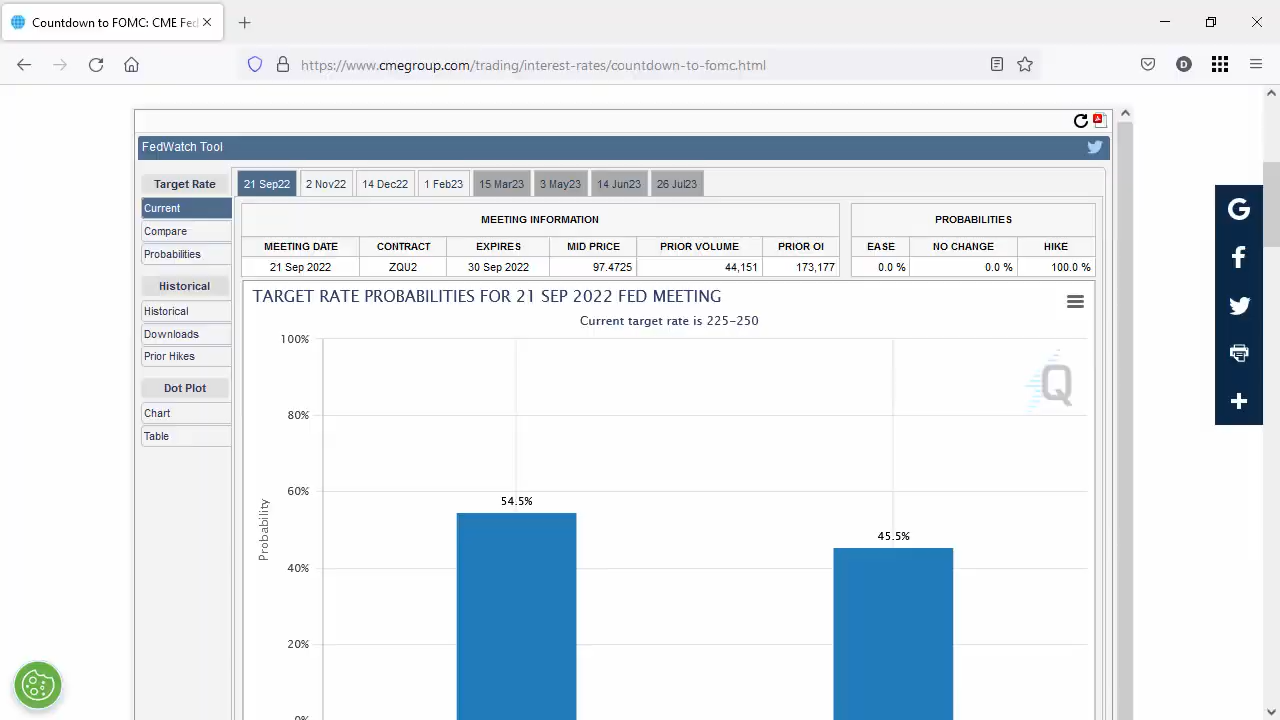 Countdown to FOMC: CME Fed
https://www.cmegroup.com/trading/interest-rates/countdown-to-fomc.html
D
FedWatch Tool
Target Rate
Current
Compare
Probabilities
Historical
Historical
Downloads
Prior Hikes
Dot Plot
Chart
Table
21 Sep22 2 Nov22 14 Dec22 1 Feb23 15 Mar23 3 May23 14 Jun23 26 Jul23
MEETING INFORMATION
MEETING DATE CONTRACT EXPIRES MID PRICE PRIOR VOLUME PRIOR OI
21 Sep 2022 ZQU2 30 Sep 2022 97.4725 44,151 173,177
PROBABILITIES
EASE NO CHANGE HIKE
0.0 % 0.0 % 100.0 %
TARGET RATE PROBABILITIES FOR 21 SEP 2022 FED MEETING
Current target rate is 225-250
Probability
100%
80%
60%
40%
20%
0%
54.5%
45.5%
Q
G
f